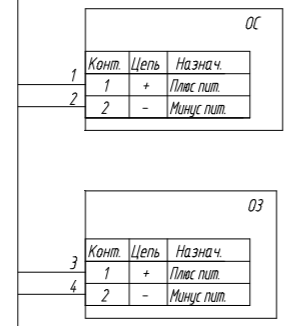 ОС
Конт. Цепь Назнач.
1 1 + Плюс пит.
2 2 – Минус пит.
ОЗ
Конт. Цепь Назнач.
3 1 + Плюс пит.
4 2 – Минус пит.